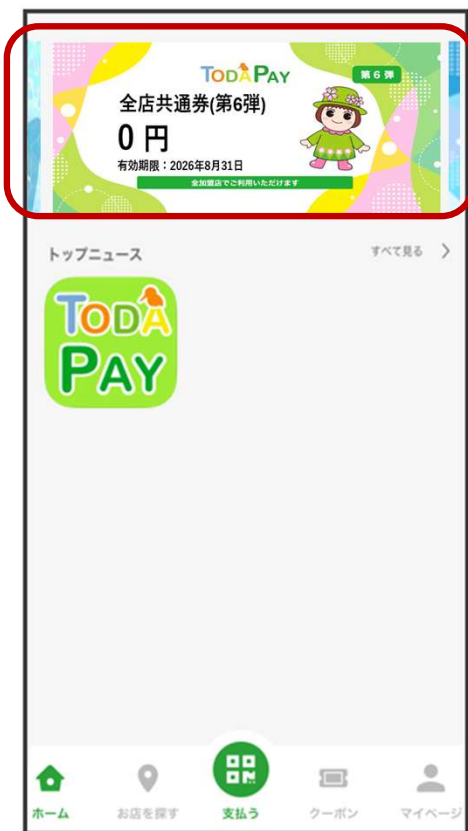 TODAPAY
第6弾
全店共通券(第6弾)
0 円
有効期限：2026年8月31日
全加盟店でご利用いただけます
トップニュース
すべて見る
TODA
PAY
ホーム
お店を探す
支払う
クーポン
マイページ